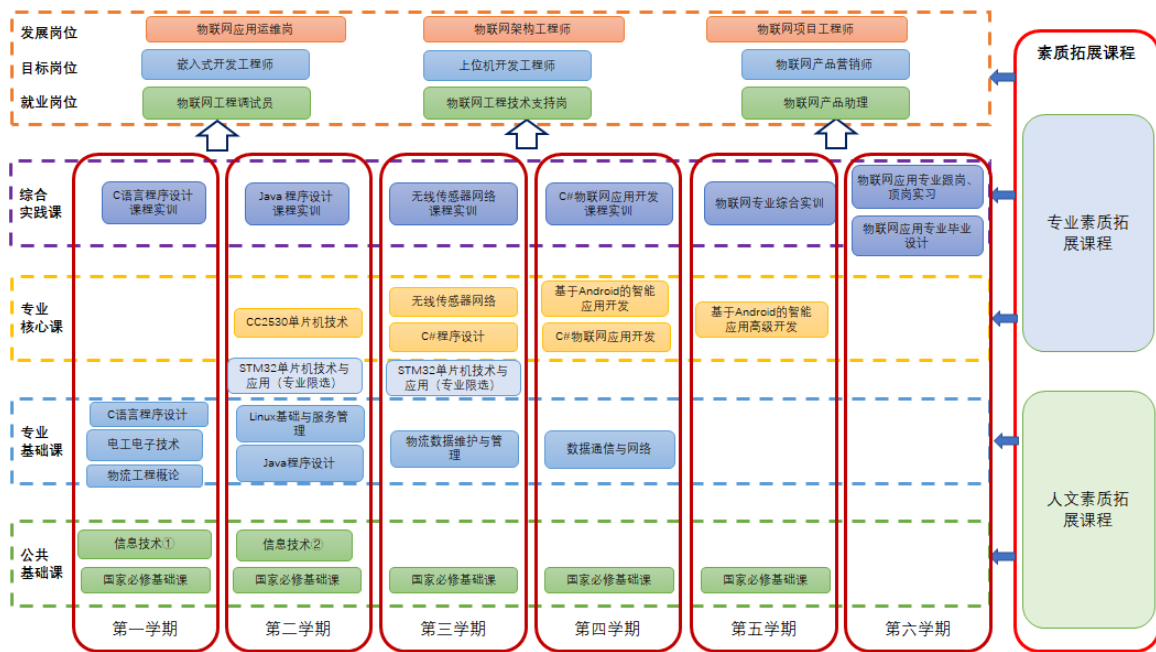 发展岗位
物联网应用运维岗
物联网架构工程师
物联网项目工程师
目标岗位
嵌入式开发工程师
上位机开发工程师
物联网产品营销师
就业岗位
物联网工程调试员
物联网工程技术支持岗
物联网产品助理
素质拓展课程
专业素质拓
展课程
人文素质拓
展课程
综合
实践课
C语言程序设计
课程实训
Java 程序设计
课程实训
无线传感器网络
课程实训
C#物联网应用开发
课程实训
物联网专业综合实训
物联网应用专业跟岗、
顶岗实习
物联网应用专业毕业
设计
专业
核心课
CC2530单片机技术
无线传感器网络
C#程序设计
基于Android的智能
应用开发
C#物联网应用开发
基于Android的智能
应用高级开发
STM32单片机技术与
应用（专业限选）
STM32单片机技术与
应用（专业限选）
专业
基础课
C语言程序设计
电工电子技术
物流工程概论
Linux基础与服务管
理
Java程序设计
物流数据维护与管
理
数据通信与网络
公共
基础课
信息技术①
信息技术②
国家必修基础课
国家必修基础课
国家必修基础课
国家必修基础课
国家必修基础课
第一学期
第二学期
第三学期
第四学期
第五学期
第六学期